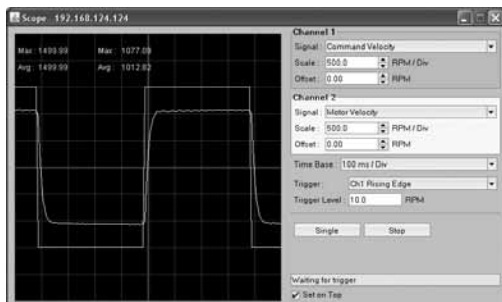 Scope 192.168.124.124
Max: 1499.99 Max: 1077.09
Avg: 1499.99 Avg: 1012.82
Channel 1
Signal: Command Velocity
Scale: 500.0 RPM / Div
Offset: 0.00 RPM
Channel 2
Signal: Motor Velocity
Scale: 500.0 RPM / Div
Offset: 0.00 RPM
Time Base: 100 ms / Div
Trigger: Ch1 Rising Edge
Trigger Level: 10.0 RPM
Single Stop
Waiting for trigger
Set on Top